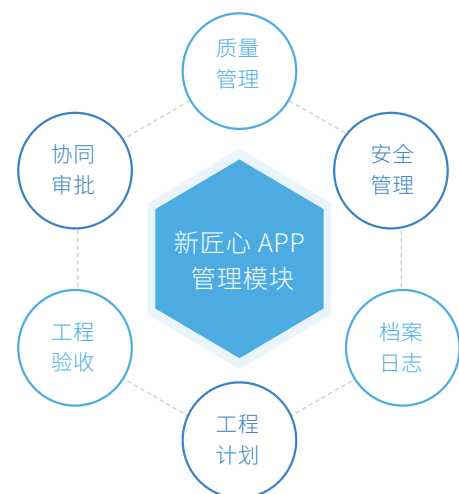 质量
管理
协同
审批
安全
管理
新匠心 APP
管理模块
工程
验收
档案
日志
工程
计划